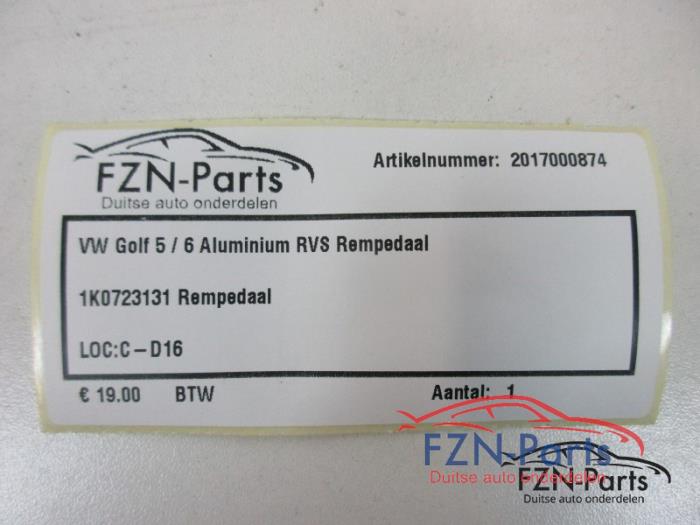 FZN-Parts
Duitse auto onderdelen
Artikelnummer: 2017000874
VW Golf 5 / 6 Aluminium RVS Rempedaal
1K0723131 Rempedaal
LOC:C-D16
€ 19.00 BTW Aantal: 1
FZN-Parts
Duitse auto onderdelen
FZN-Parts
Duitse auto onderdelen